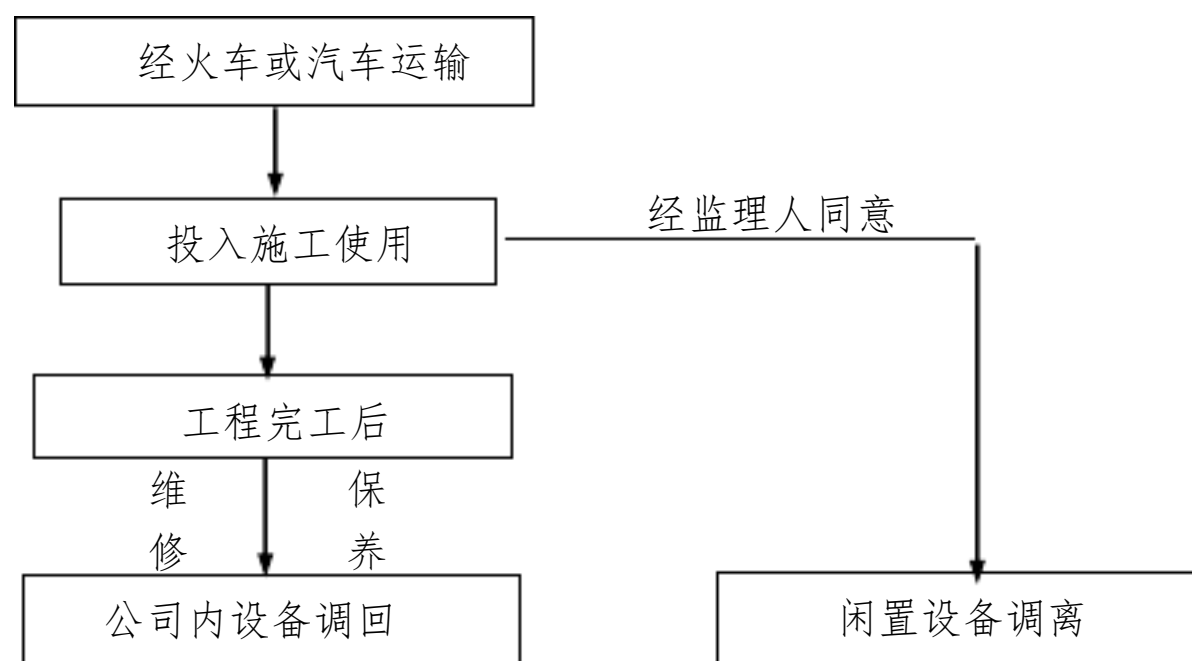 经火车或汽车运输
经监理人同意
投入施工使用
工程完工后
维 保
修 养
公司内设备调回
闲置设备调离